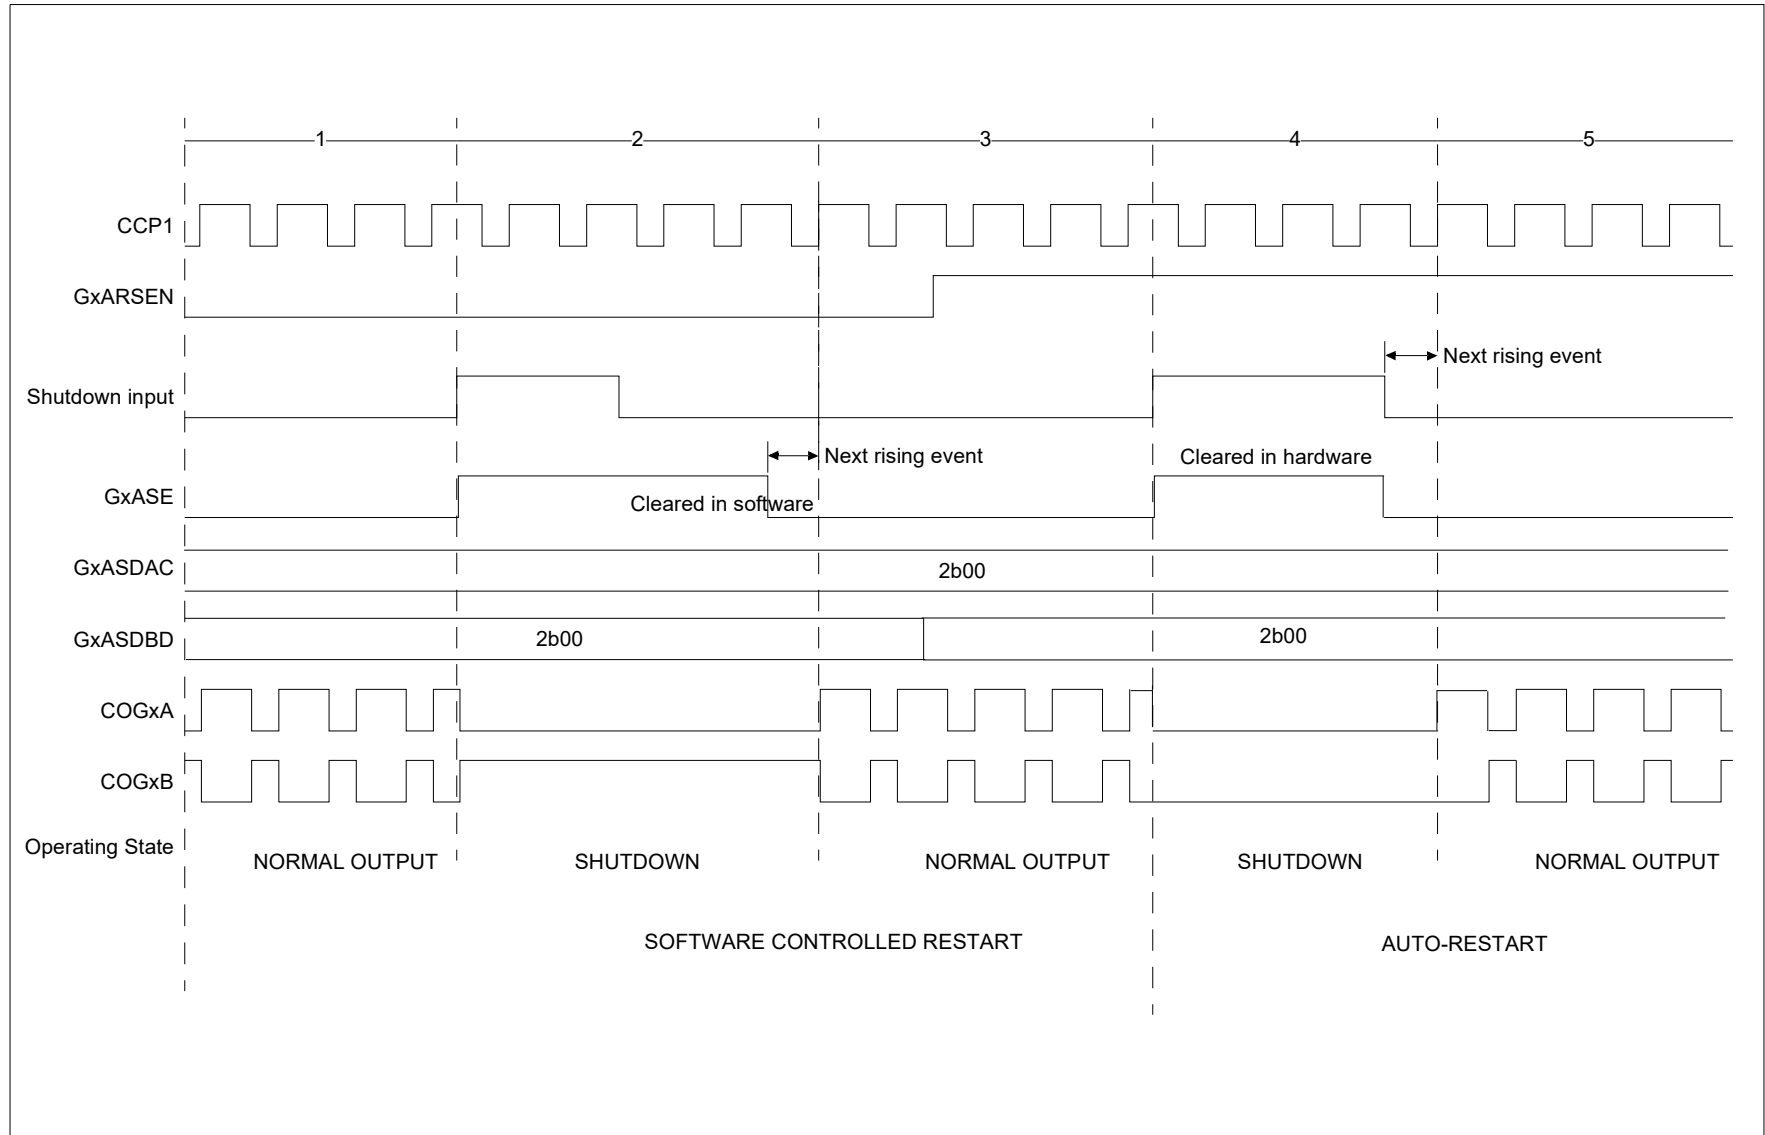 1 2 3 4 5
CCP1
GxARSEN
Next rising event
Shutdown input
Next rising event
Cleared in hardware
GxASE
Cleared in software
GxASDAC
2b00
GxASDBD
2b00 2b00
COGxA
COGxB
Operating State
NORMAL OUTPUT SHUTDOWN NORMAL OUTPUT SHUTDOWN NORMAL OUTPUT
SOFTWARE CONTROLLED RESTART AUTO-RESTART